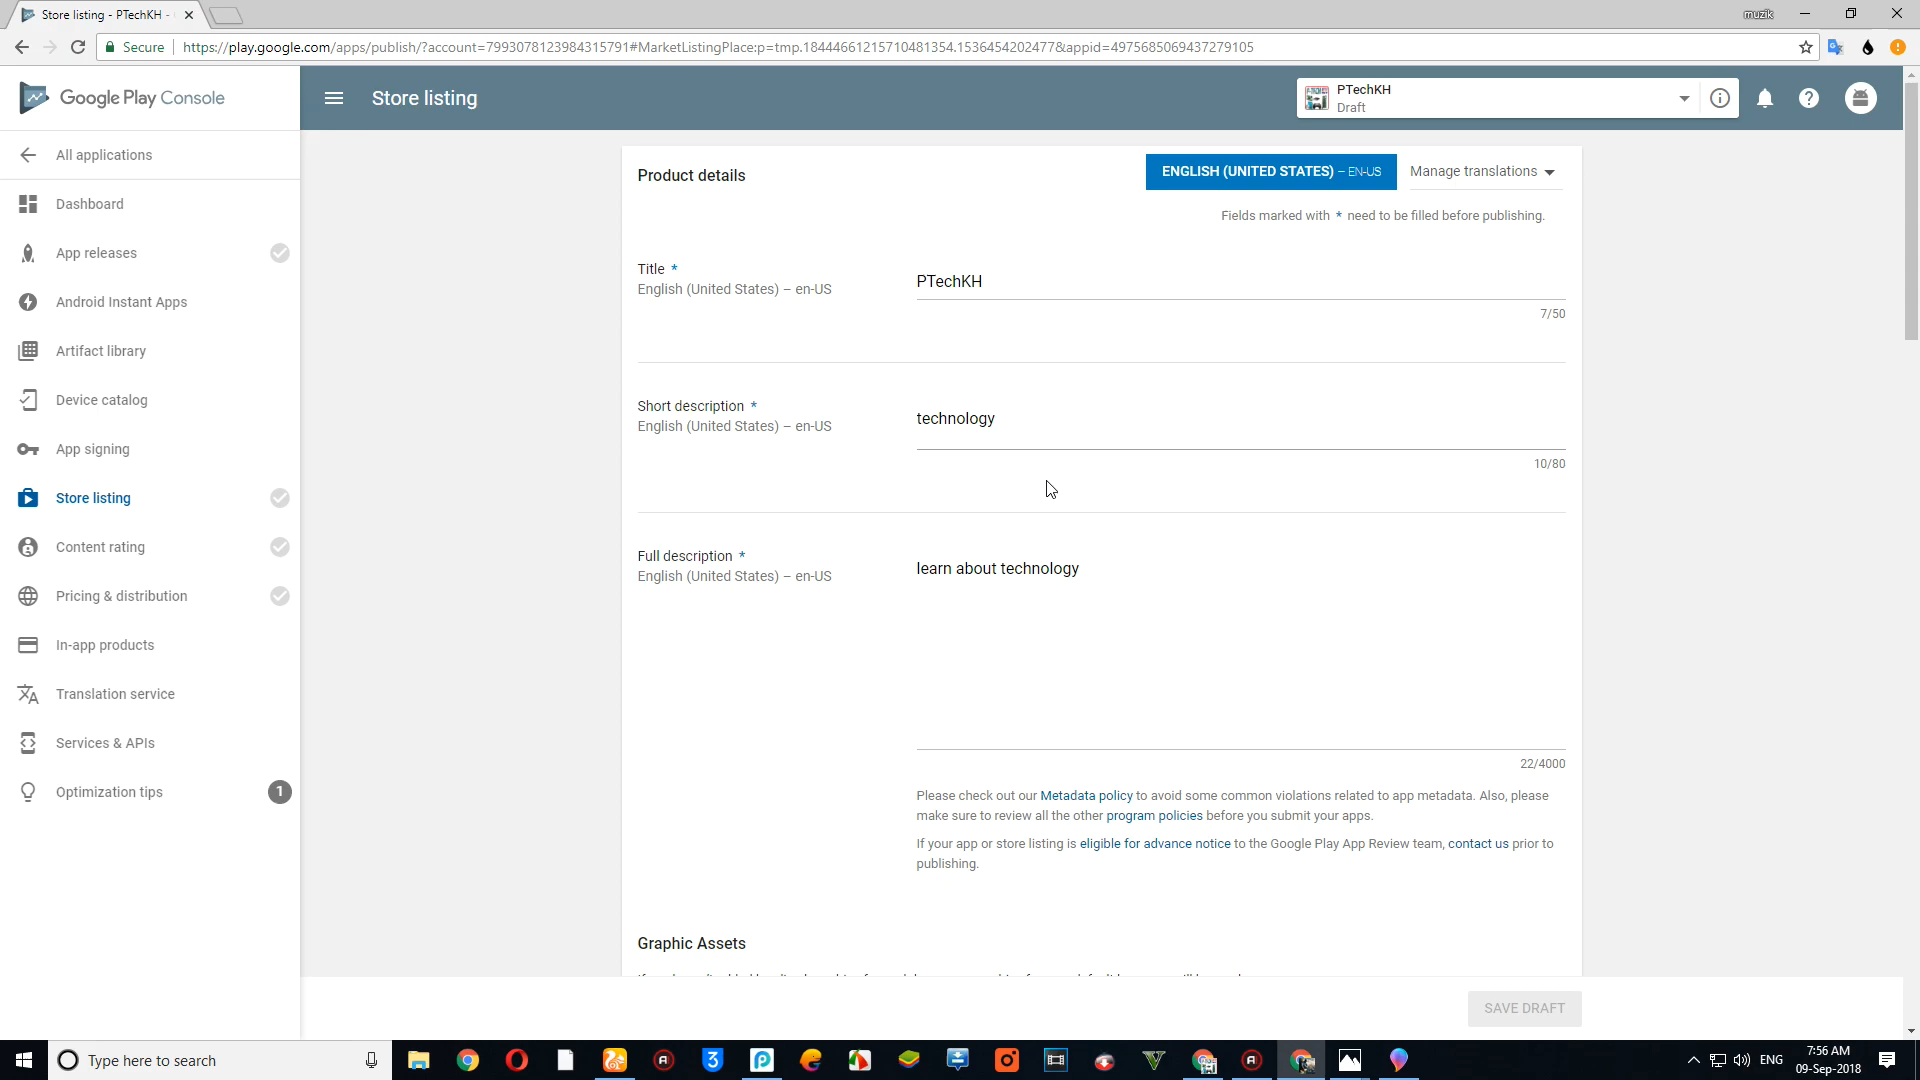 Store listing - PTechKH -
muzik
Secure
https://play.google.com/apps/publish/?account=7993078123984315791#MarketListingPlace:p=tmp.18444661215710481354.1536454202477&appid=4975685069437279105
Google Play Console
Store listing
PTechKH
Draft
All applications
Dashboard
App releases
Android Instant Apps
Artifact library
Device catalog
App signing
Store listing
Content rating
Pricing & distribution
In-app products
Translation service
Services & APIs
Optimization tips 1
Product details
ENGLISH (UNITED STATES) – EN-US
Manage translations
Fields marked with * need to be filled before publishing.
Title *
English (United States) – en-US
PTechKH
7/50
Short description *
English (United States) – en-US
technology
10/80
Full description *
English (United States) – en-US
learn about technology
22/4000
Please check out our Metadata policy to avoid some common violations related to app metadata. Also, please
make sure to review all the other program policies before you submit your apps.
If your app or store listing is eligible for advance notice to the Google Play App Review team, contact us prior to
publishing.
Graphic Assets
SAVE DRAFT
Type here to search
ENG
7:56 AM
09-Sep-2018